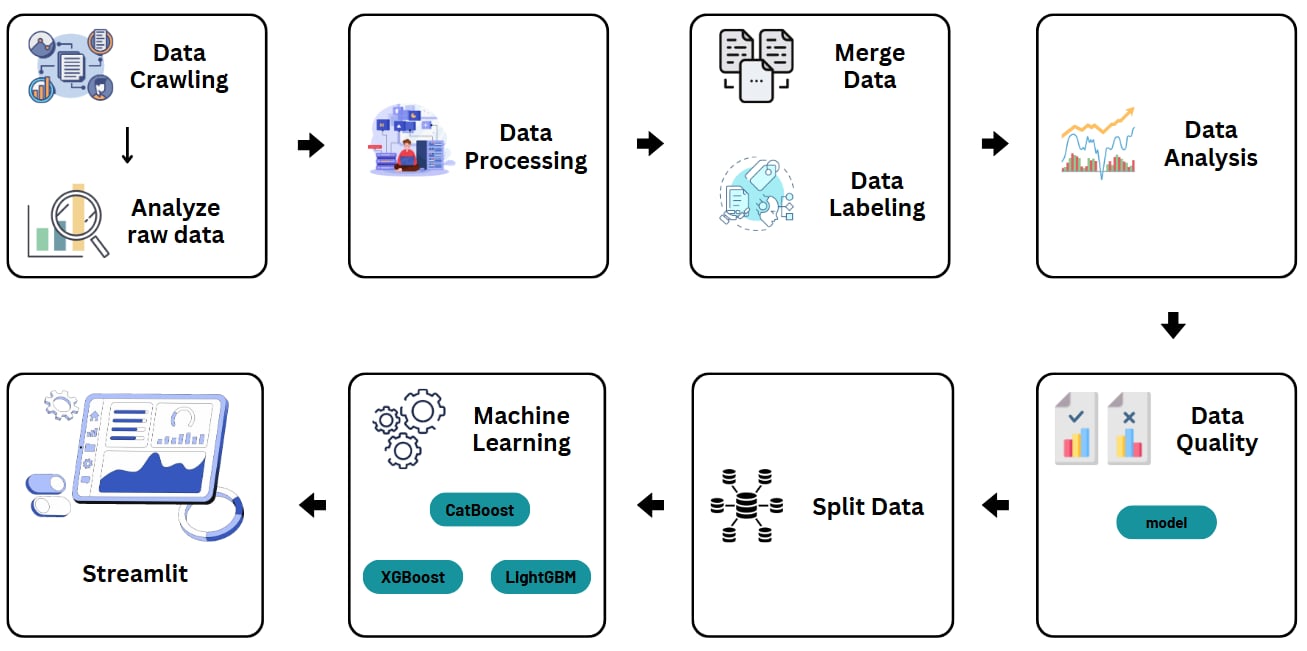 Data
Crawling
Analyze
raw data
Data
Processing
Merge
Data
Data
Labeling
Data
Analysis
Data
Quality
model
Split Data
Machine
Learning
CatBoost
XGBoost
LightGBM
Streamlit